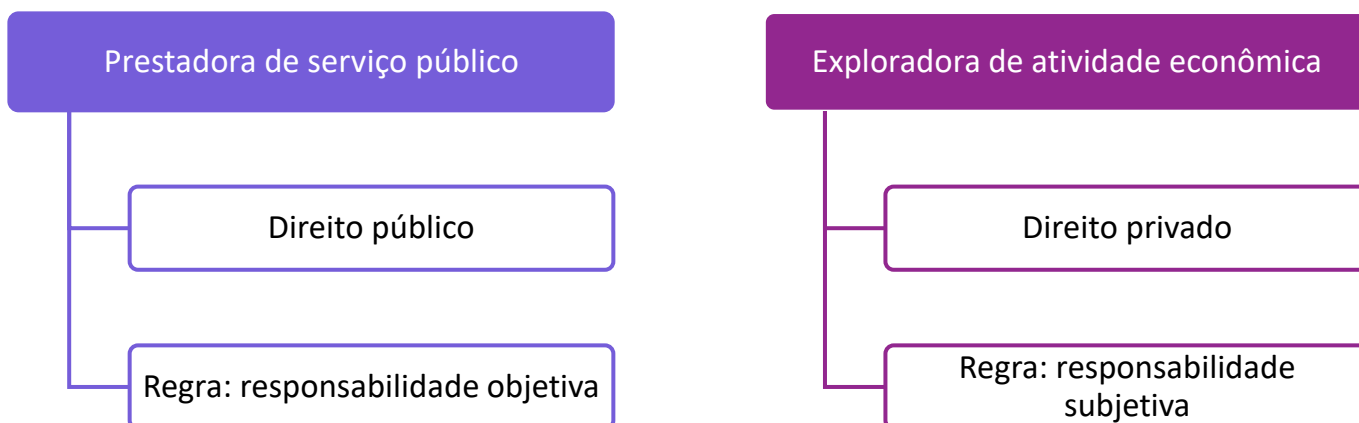 Prestadora de serviço público
Direito público
Regra: responsabilidade objetiva
Exploradora de atividade econômica
Direito privado
Regra: responsabilidade
subjetiva